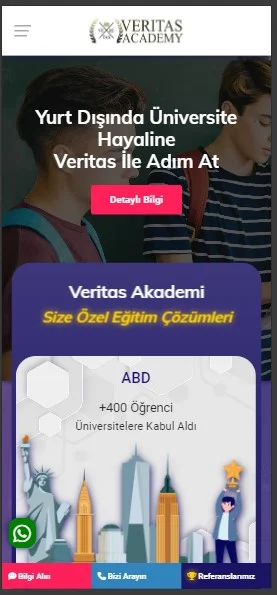 VERITAS
ACADEMY
Yurt Dışında Üniversite
Hayaline
Veritas İle Adım At
Detaylı Bilgi
Veritas Akademi
Size Özel Eğitim Çözümleri
ABD
+400 Öğrenci
Üniversitelere Kabul Aldı
Bilgi Alın
Bizi Arayın
Referanslarımız